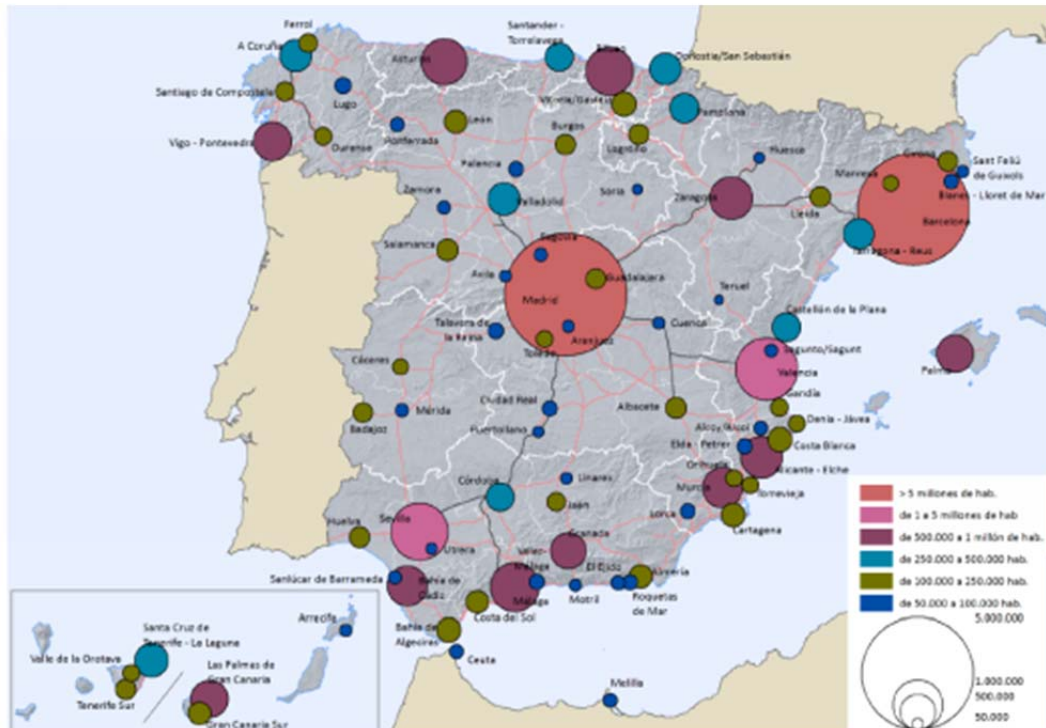 Ferrol
A Coruña
Santiago de Compostela
Lugo
Vigo - Pontevedra
Ourense
Ponferrada
Asturias
León
Santander -
Torrelavega
Bilbao
Donostia/San Sebastián
Vitoria/Gasteiz
Pamplona
Burgos
Logroño
Palencia
Huesca
Girona
Sant Feliú
de Guixols
Manresa
Blanes - Lloret de Mar
Barcelona
Zamora
Valladolid
Soria
Zaragoza
Lleida
Tarragona - Reus
Salamanca
Segovia
Ávila
Guadalajara
Madrid
Teruel
Castellón de la Plana
Talavera de
la Reina
Aranjuez
Toledo
Cuenca
Sagunto/Sagunt
Valencia
Palma
Cáceres
Mérida
Badajoz
Ciudad Real
Puertollano
Albacete
Gandía
Denia - Jávea
Alcoy/Alcoi
Costa Blanca
Elda - Petrer
Alicante - Elche
Orihuela
Murcia
Torrevieja
Córdoba
Linares
Jaén
Lorca
Cartagena
Huelva
Sevilla
Utrera
Granada
Velez-
Málaga
Málaga
El Ejido
Almería
Motril
Roquetas
de Mar
Sanlúcar de Barrameda
Bahía de
Cádiz
Costa del Sol
Bahía de
Algeciras
Ceuta
Melilla
Arrecife
Santa Cruz de
Tenerife - La Laguna
Valle de la Orotava
Tenerife Sur
Las Palmas de
Gran Canaria
Gran Canaria Sur
> 5 millones de hab.
de 1 a 5 millones de hab
de 500.000 a 1 millón de hab.
de 250.000 a 500.000 hab.
de 100.000 a 250.000 hab.
de 50.000 a 100.000 hab.
5.000.000
1.000.000
500.000
50.000